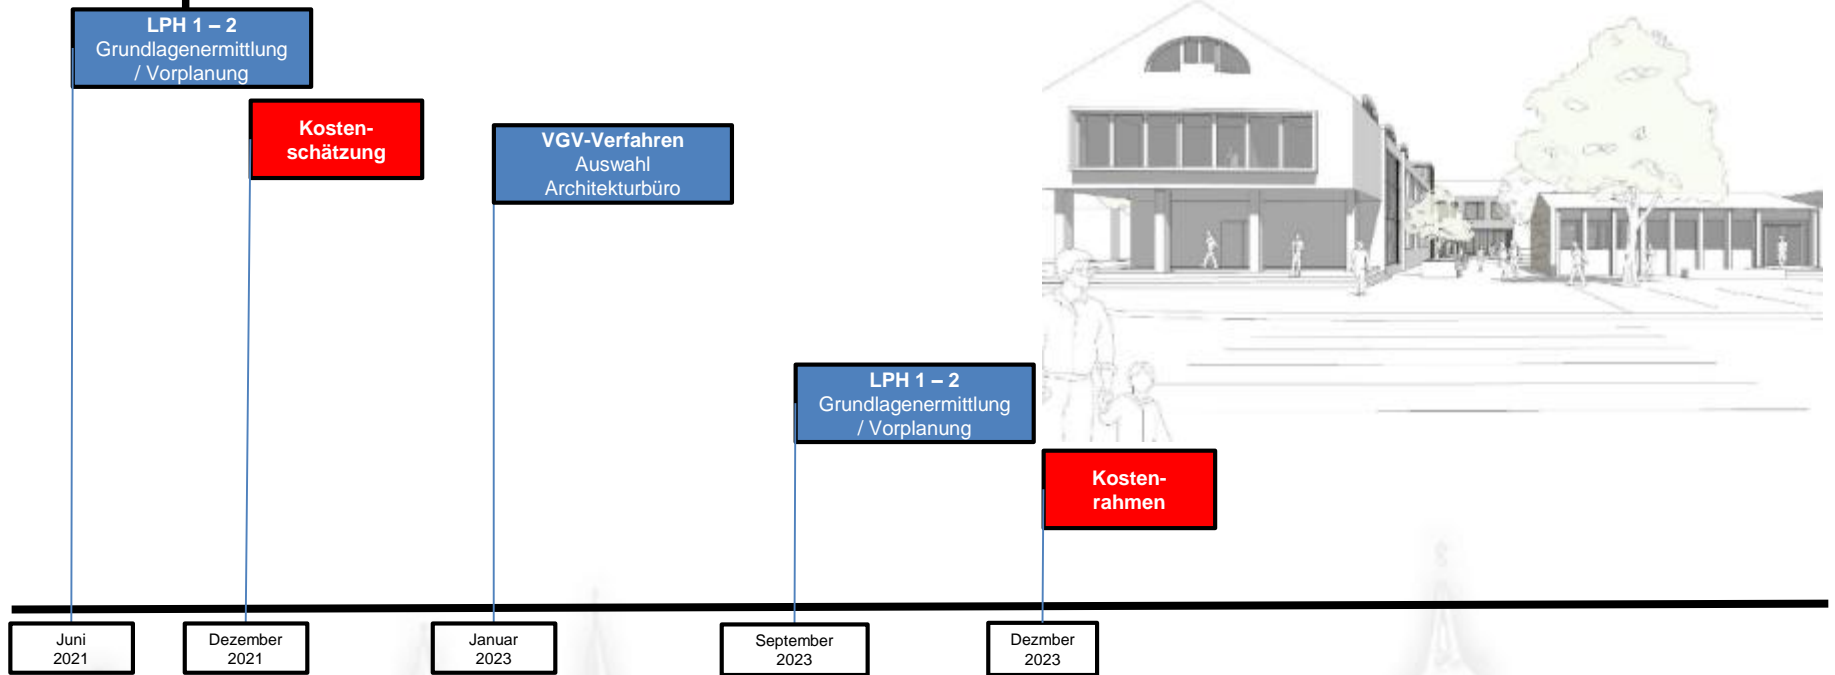 LPH 1 – 2
Grundlagenermittlung
/ Vorplanung
Kosten-
schätzung
VGV-Verfahren
Auswahl
Architekturbüro
LPH 1 – 2
Grundlagenermittlung
/ Vorplanung
Kosten-
rahmen
Juni
2021
Dezember
2021
Januar
2023
September
2023
Dezmber
2023